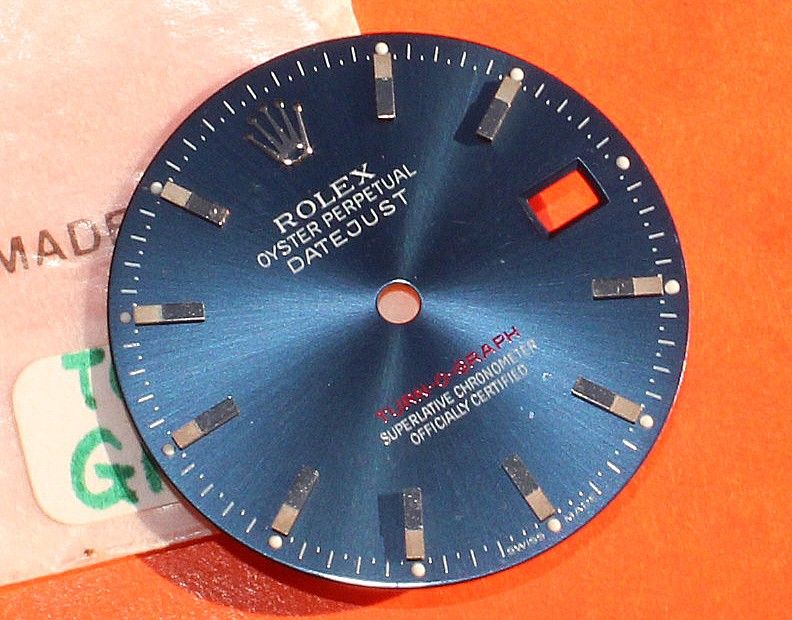 ROLEX
OYSTER PERPETUAL
DATEJUST
TURN-O-GRAPH
SUPERLATIVE CHRONOMETER
OFFICIALLY CERTIFIED
SWISS MADE
MADE